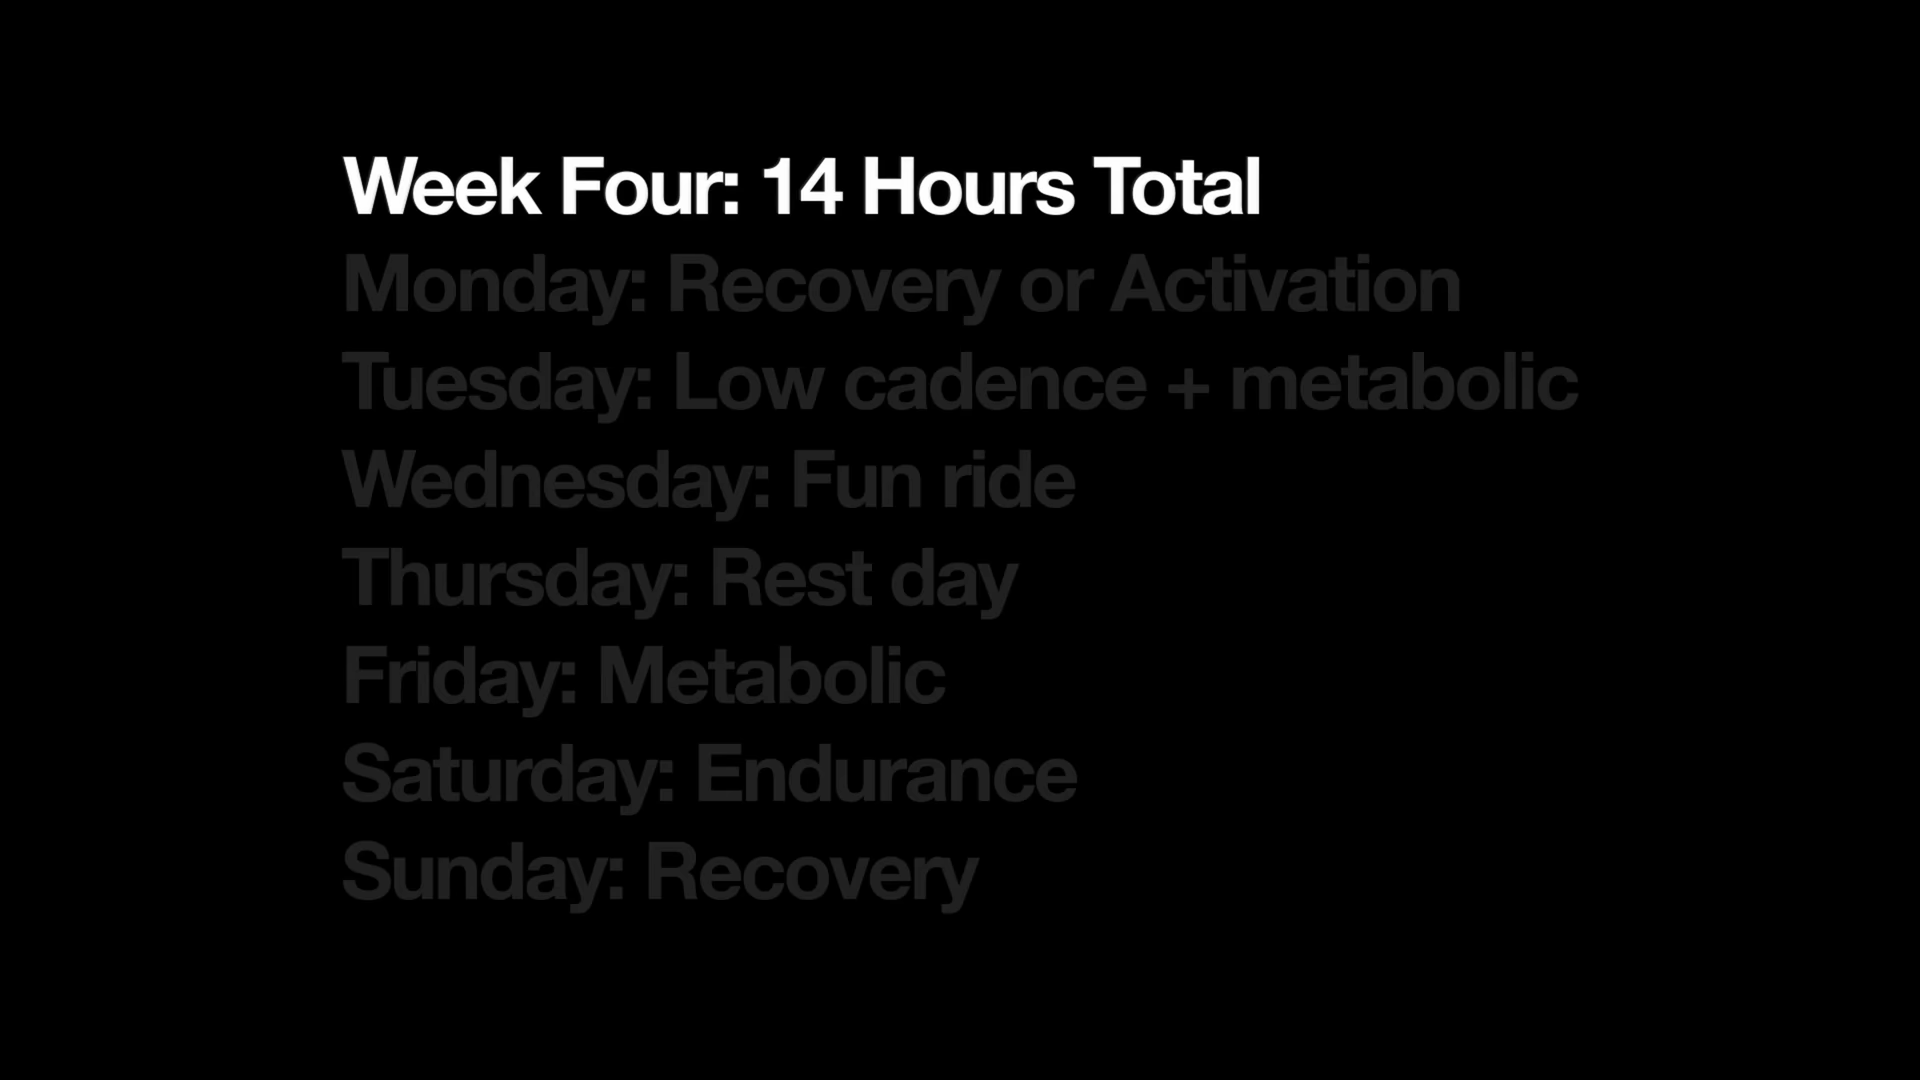 Week Four: 14 Hours Total
Monday: Recovery or Activation
Tuesday: Low cadence + metabolic
Wednesday: Fun ride
Thursday: Rest day
Friday: Metabolic
Saturday: Endurance
Sunday: Recovery